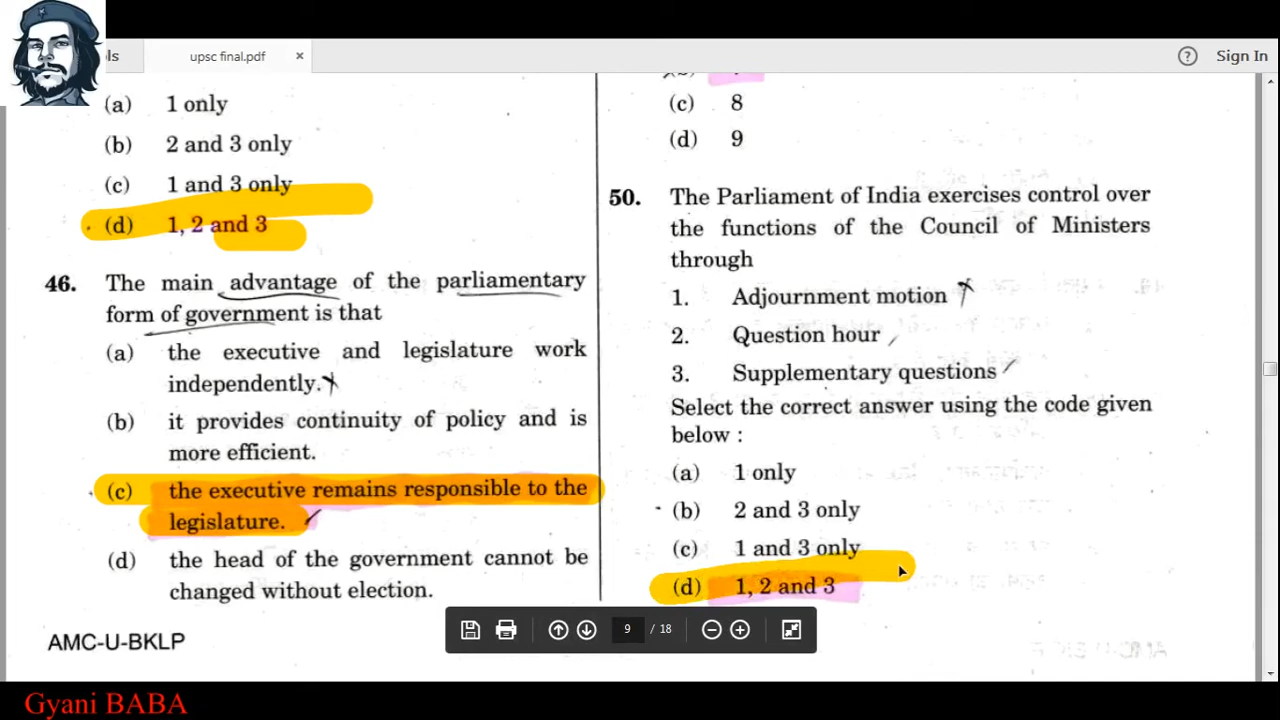 ls
upsc final.pdf ×
? Sign In
(a) 1 only
(b) 2 and 3 only
(c) 1 and 3 only
(d) 1, 2 and 3
46. The main advantage of the parliamentary
form of government is that
(a) the executive and legislature work
independently.
(b) it provides continuity of policy and is
more efficient.
(c) the executive remains responsible to the
legislature.
(d) the head of the government cannot be
changed without election.
AMC-U-BKLP
(c) 8
(d) 9
50. The Parliament of India exercises control over
the functions of the Council of Ministers
through
1. Adjournment motion
2. Question hour
3. Supplementary questions
Select the correct answer using the code given
below :
(a) 1 only
(b) 2 and 3 only
(c) 1 and 3 only
(d) 1, 2 and 3
9 / 18
Gyani BABA